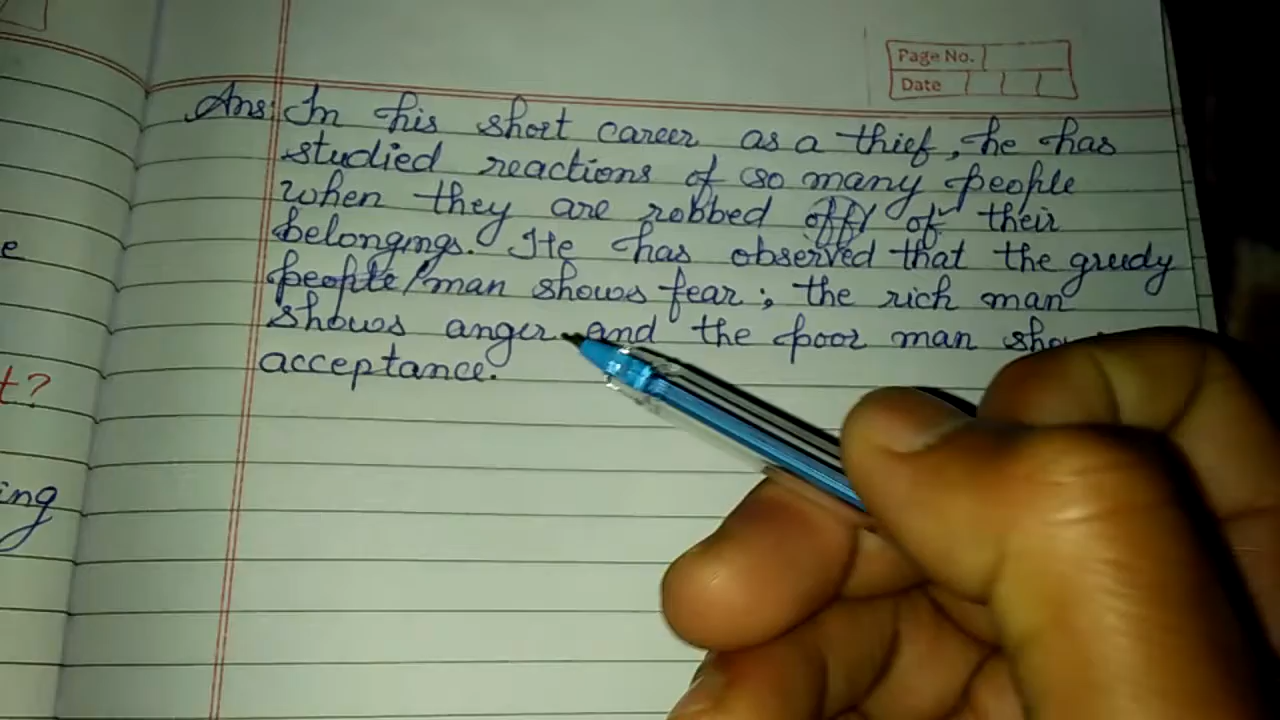 Page No.
Date
Ans: In his short career as a thief, he has
studied reactions of so many people
when they are robbed off of their
belongings. He has observed that the greedy
people/man shows fear; the rich man
shows anger and the poor man
acceptance.
e
t?
ing